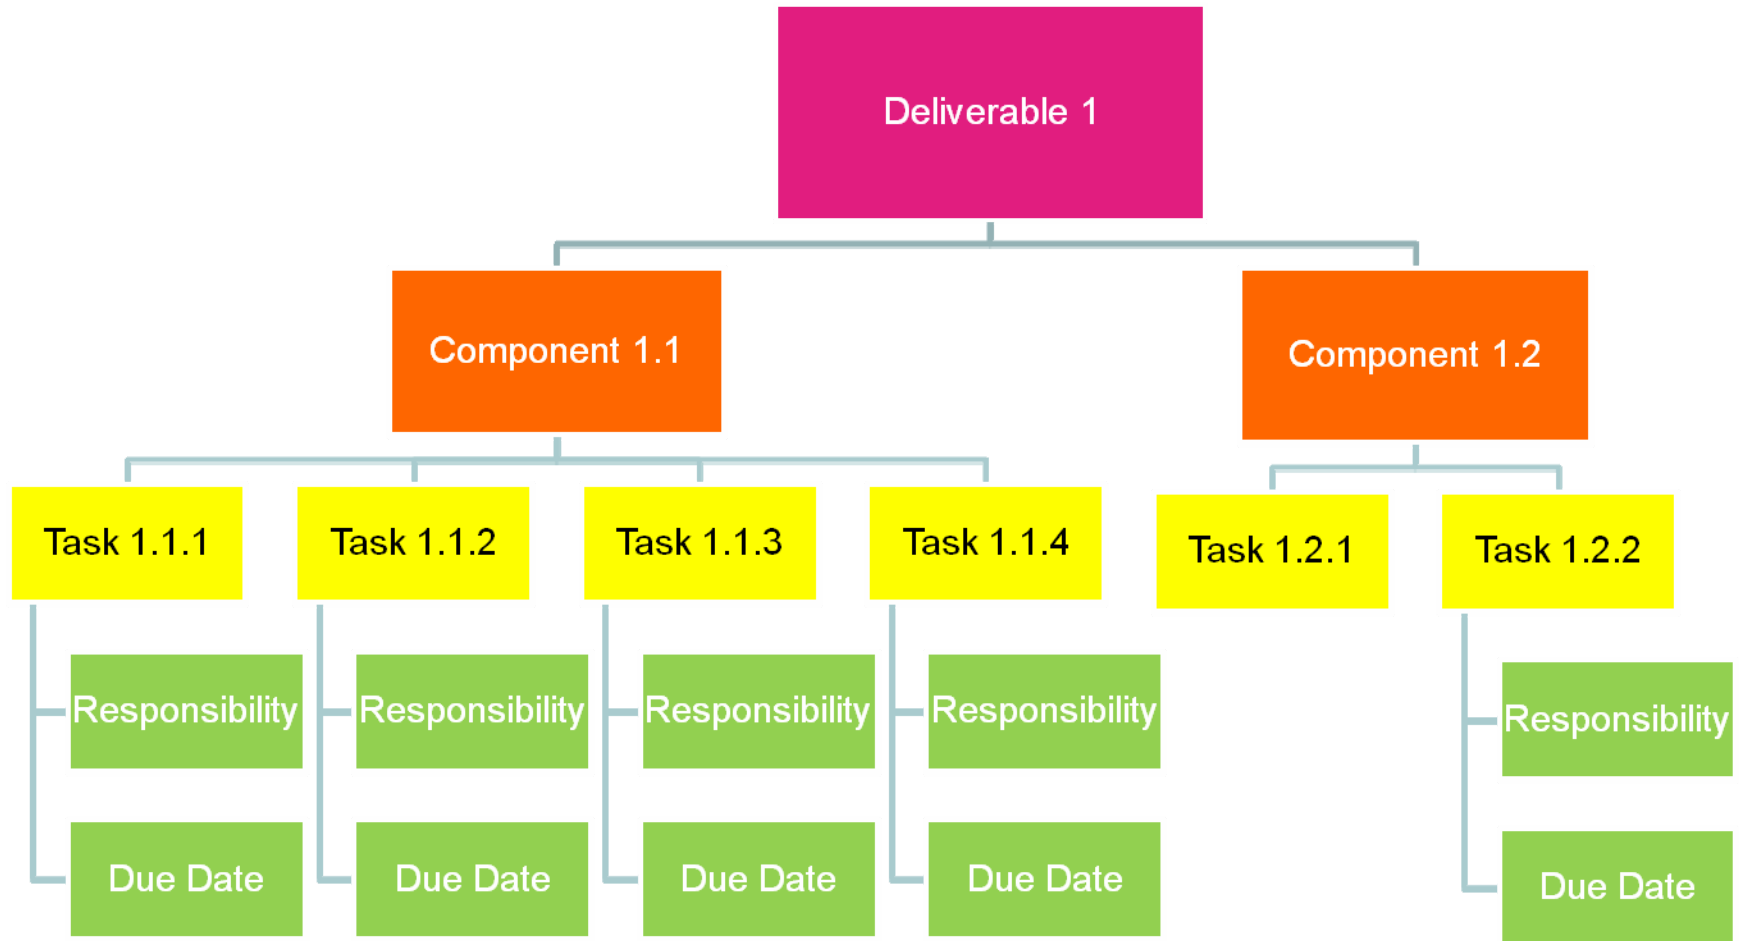 Deliverable 1
Component 1.1
Component 1.2
Task 1.1.1
Task 1.1.2
Task 1.1.3
Task 1.1.4
Task 1.2.1
Task 1.2.2
Responsibility
Responsibility
Responsibility
Responsibility
Responsibility
Due Date
Due Date
Due Date
Due Date
Due Date